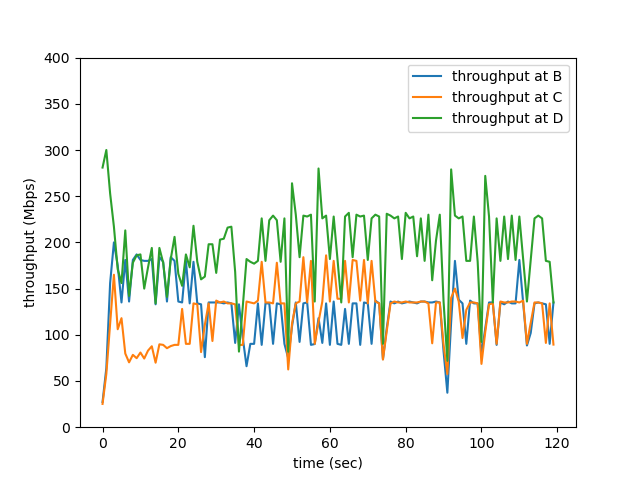 400
350
300
250
200
150
100
50
0
throughput (Mbps)
throughput at B
throughput at C
throughput at D
0 20 40 60 80 100 120
time (sec)